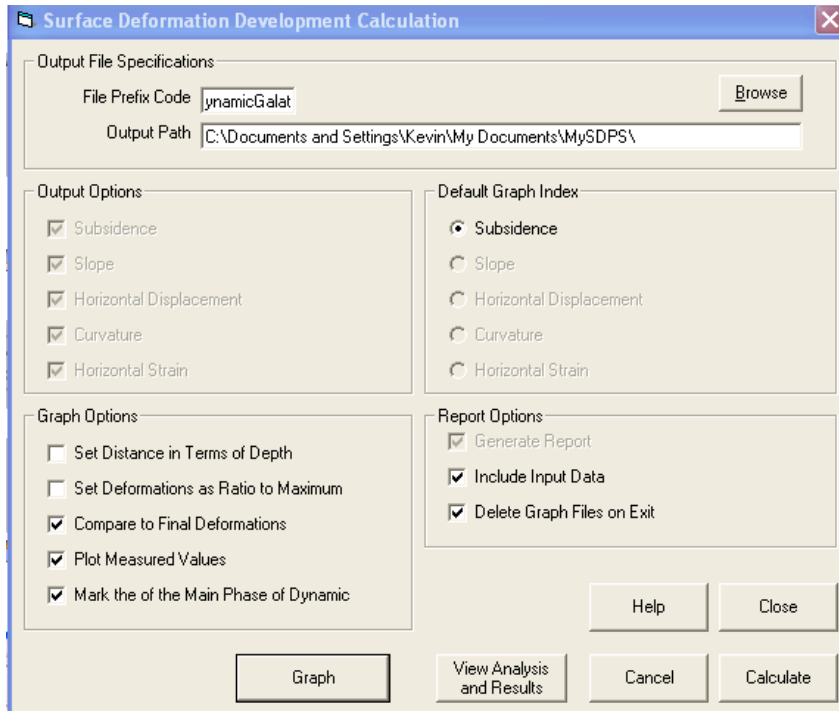 Surface Deformation Development Calculation
Output File Specifications
File Prefix Code ynamicGalat
Browse
Output Path C:\Documents and Settings\Kevin\My Documents\MySDPS\
Output Options
Subsidence
Slope
Horizontal Displacement
Curvature
Horizontal Strain
Default Graph Index
Subsidence
Slope
Horizontal Displacement
Curvature
Horizontal Strain
Graph Options
Set Distance in Terms of Depth
Set Deformations as Ratio to Maximum
Compare to Final Deformations
Plot Measured Values
Mark the of the Main Phase of Dynamic
Report Options
Generate Report
Include Input Data
Delete Graph Files on Exit
Help
Close
Graph
View Analysis
and Results
Cancel
Calculate